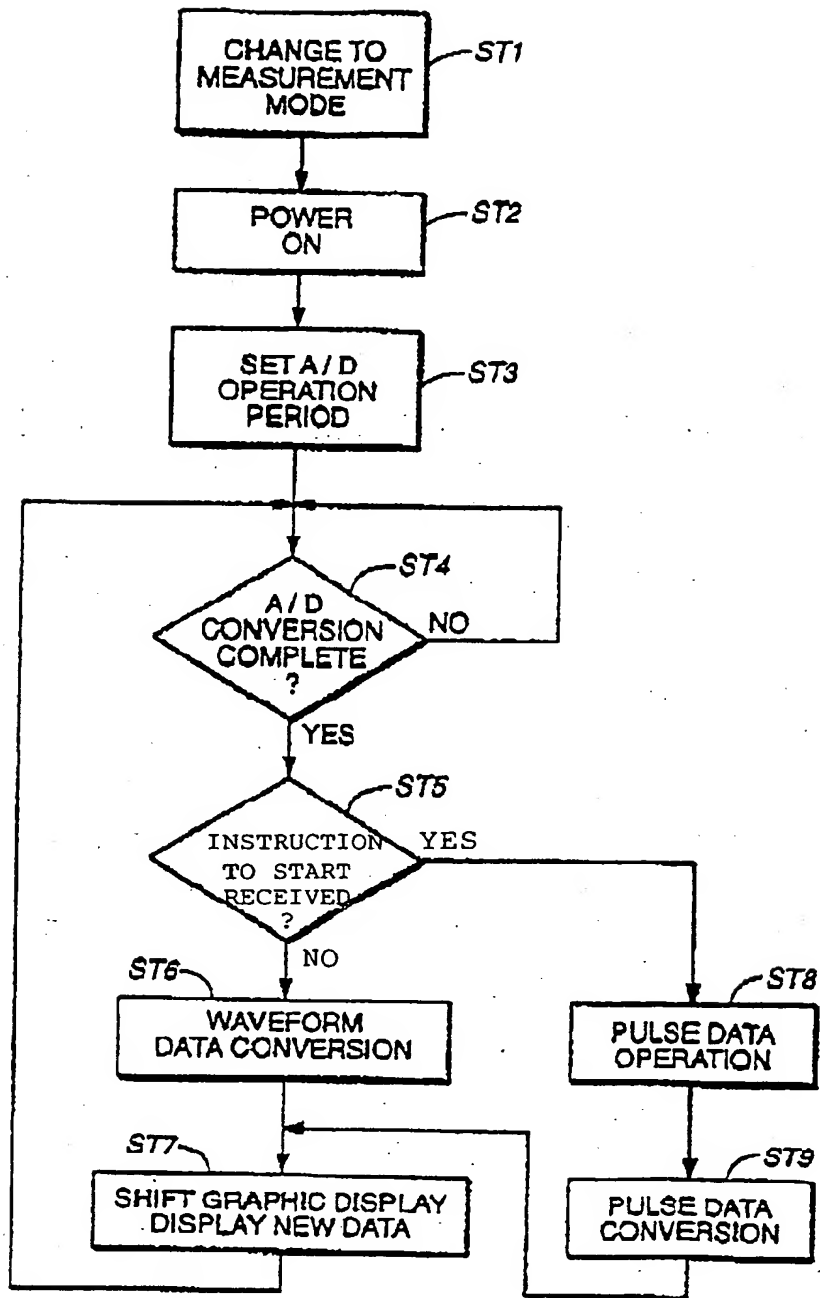 CHANGE TO
MEASUREMENT
MODE
ST1
POWER
ON
ST2
SET A/D
OPERATION
PERIOD
ST3
ST4
A/D
CONVERSION
COMPLETE
?
NO
YES
ST5
INSTRUCTION
TO START
RECEIVED
?
YES
NO
ST6
WAVEFORM
DATA CONVERSION
ST8
PULSE DATA
OPERATION
ST7
SHIFT GRAPHIC DISPLAY
DISPLAY NEW DATA
ST9
PULSE DATA
CONVERSION